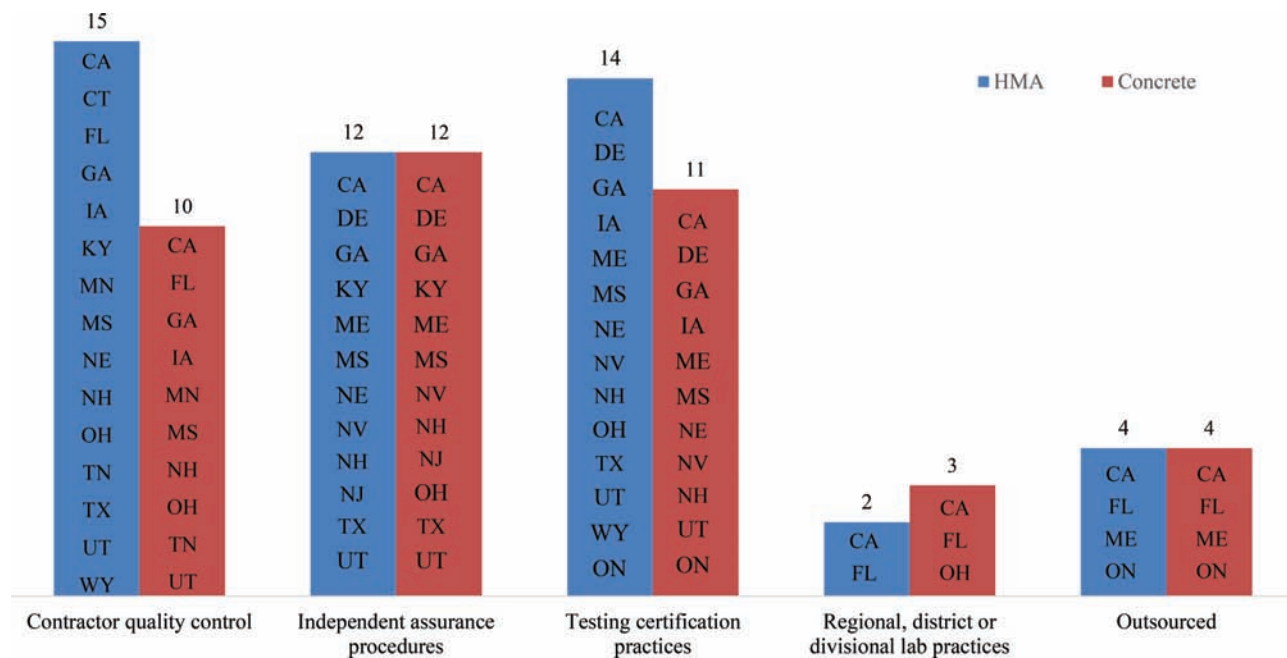 15
CA
CT
FL
GA
IA
KY
MN
MS
NE
NH
OH
TN
TX
UT
WY
10
CA
FL
GA
IA
MN
MS
NH
OH
TN
UT
Contractor quality control
12
CA
DE
GA
KY
ME
MS
NE
NV
NH
NJ
TX
UT
12
CA
DE
GA
KY
ME
MS
NV
NH
NJ
OH
TX
UT
Independent assurance
procedures
14
CA
DE
GA
IA
ME
MS
NE
NV
NH
OH
TX
UT
WY
ON
11
CA
DE
GA
IA
ME
MS
NE
NV
NH
UT
ON
Testing certification
practices
2
CA
FL
3
CA
FL
OH
Regional, district or
divisional lab practices
4
CA
FL
ME
ON
4
CA
FL
ME
ON
Outsourced
HMA
Concrete